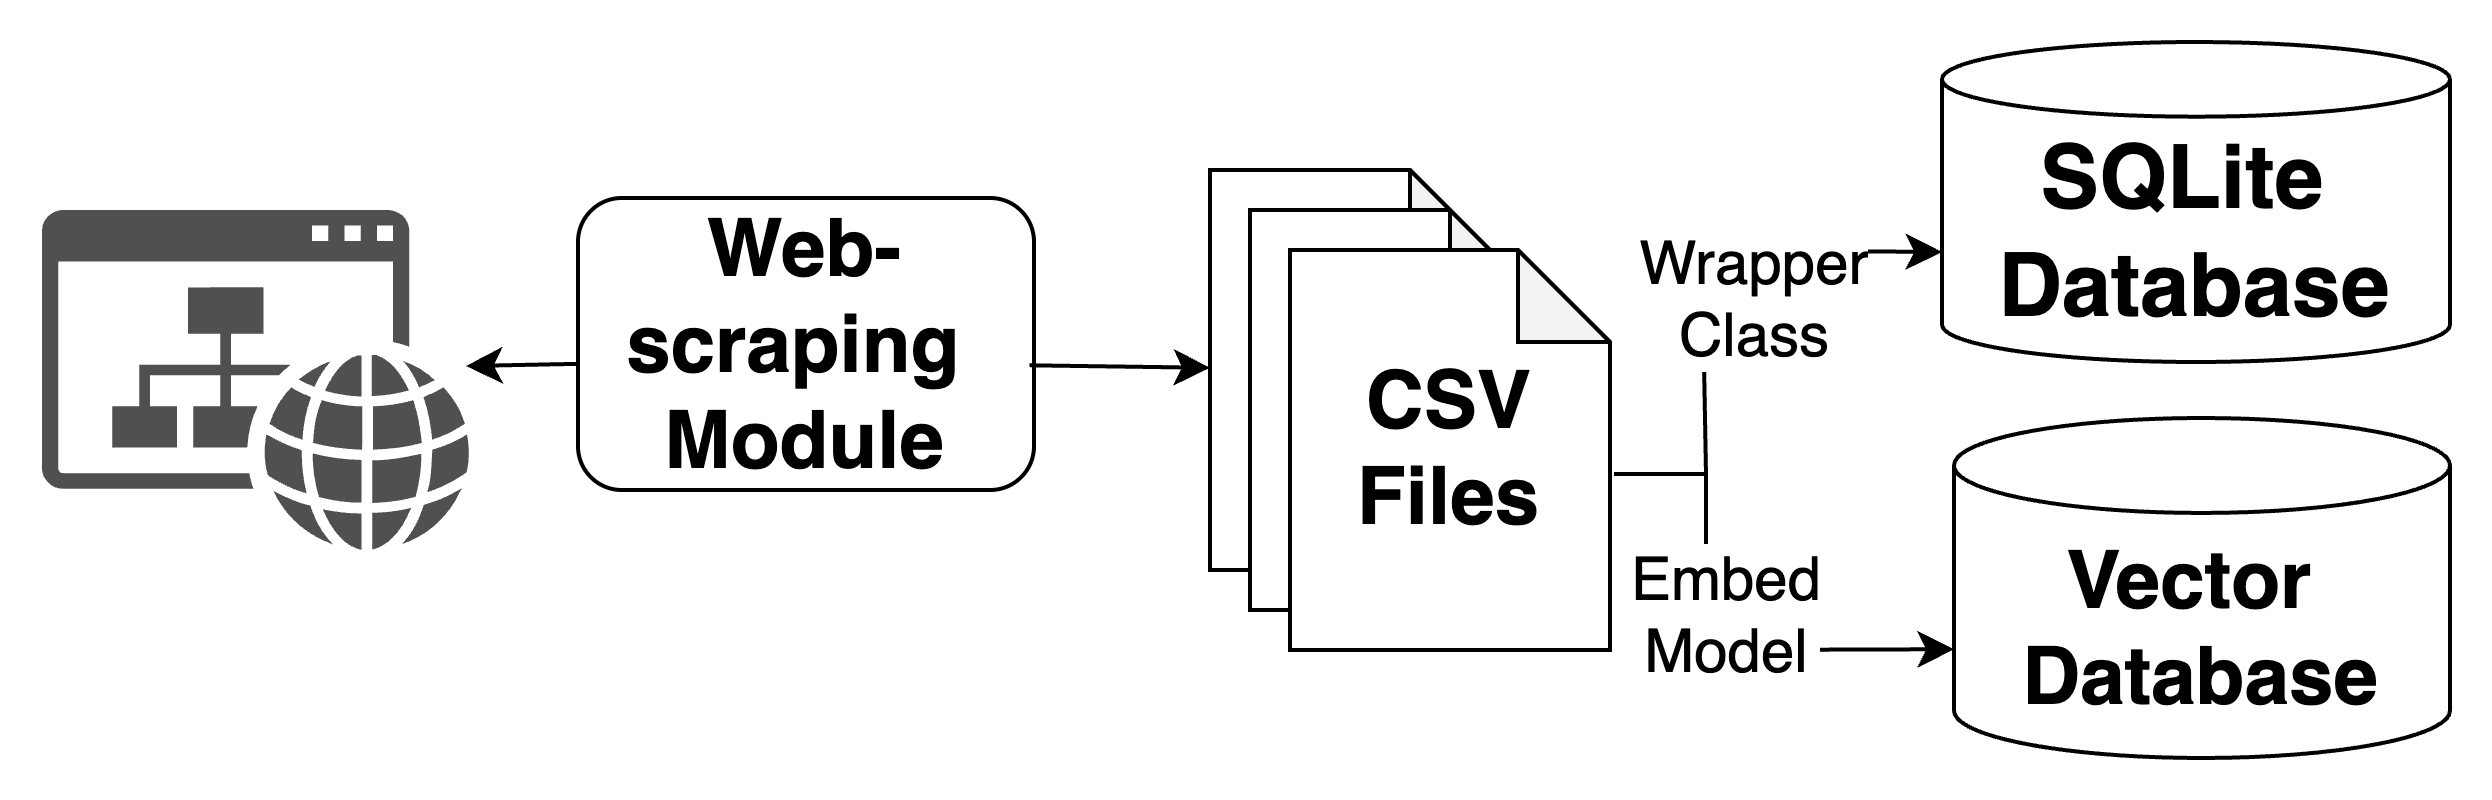 Web-
scraping
Module
CSV
Files
Wrapper
Class
Embed
Model
SQLite
Database
Vector
Database